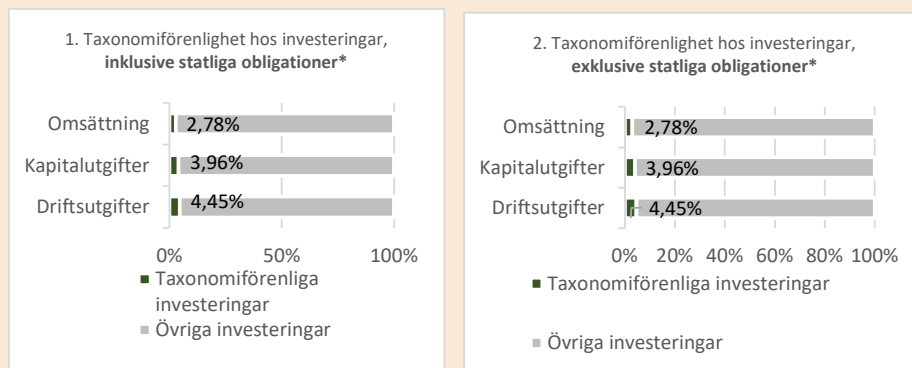 1. Taxonomiförenlighet hos investeringar,
inklusive statliga obligationer*
Omsättning
2,78%
Kapitalutgifter
3,96%
Driftsutgifter
4,45%
0%
50%
100%
Taxonomiförenliga
investeringar
Övriga investeringar
2. Taxonomiförenlighet hos investeringar,
exklusive statliga obligationer*
Omsättning
2,78%
Kapitalutgifter
3,96%
Driftsutgifter
4,45%
0%
20%
40%
60%
80%
100%
Taxonomiförenliga investeringar
Övriga investeringar